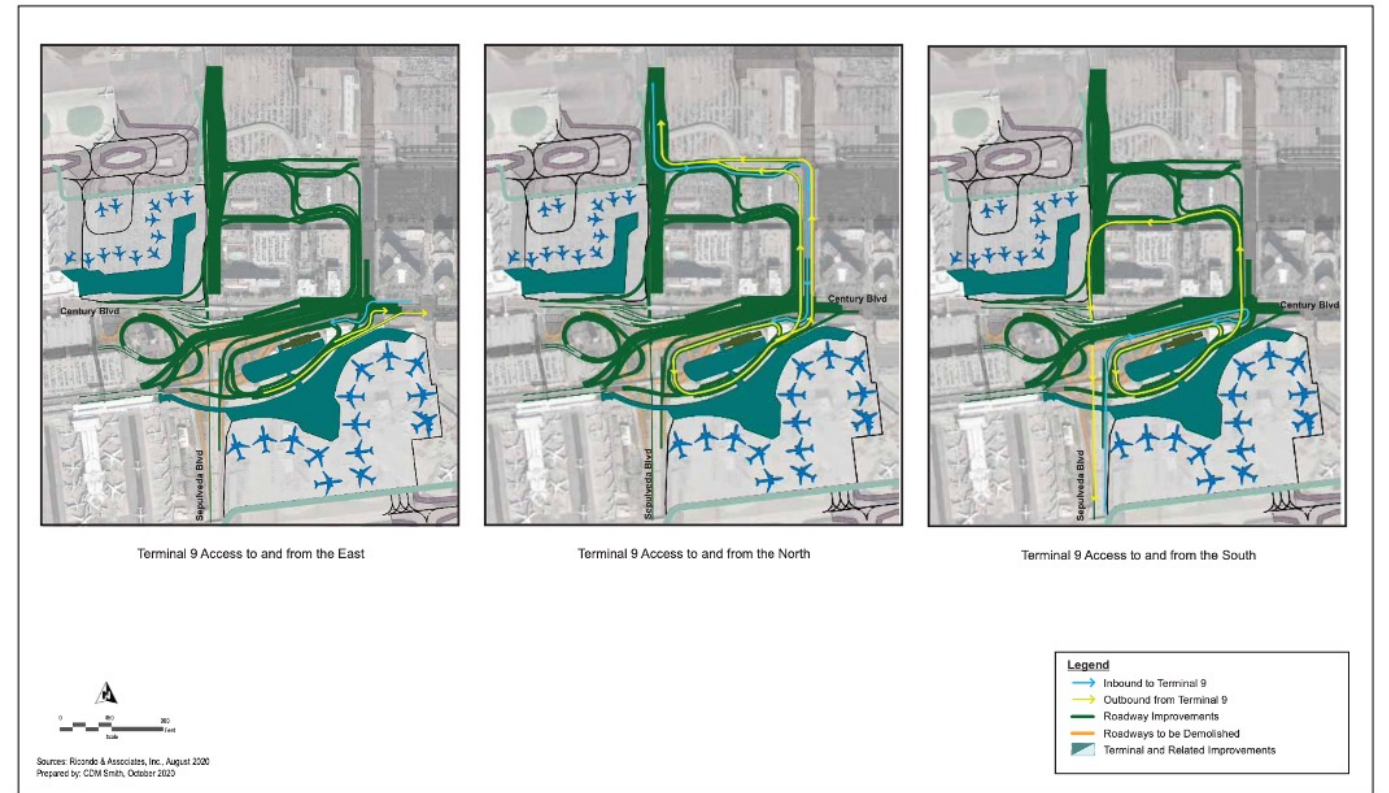 Century Blvd
Sepulveda Blvd
Century Blvd
Sepulveda Blvd
Century Blvd
Sepulveda Blvd
Terminal 9 Access to and from the East
Terminal 9 Access to and from the North
Terminal 9 Access to and from the South
Legend
Inbound to Terminal 9
Outbound from Terminal 9
Roadway Improvements
Roadways to be Demolished
Terminal and Related Improvements
0
Scale
Sources: Ricondo & Associates, Inc., August 2020
Prepared by: CDM Smith, October 2020